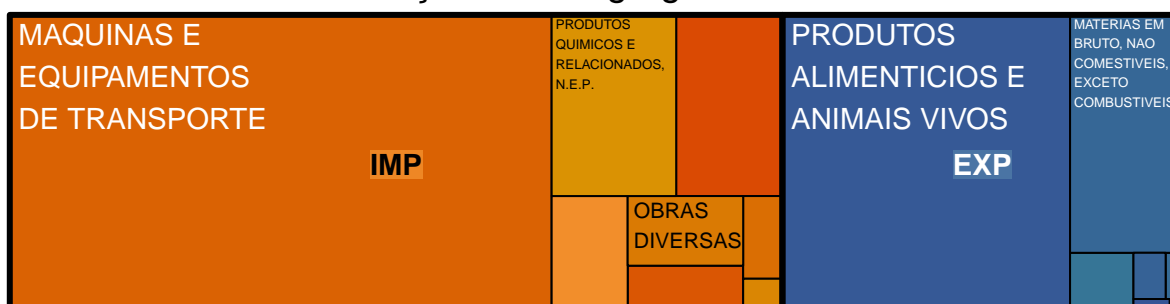 MAQUINAS E
EQUIPAMENTOS
DE TRANSPORTE
IMP
PRODUTOS
QUIMICOS E
RELACIONADOS,
N.E.P.
OBRAS
DIVERSAS
PRODUTOS
ALIMENTICIOS E
ANIMAIS VIVOS
EXP
MATERIAS EM
BRUTO, NAO
COMESTIVEIS,
EXCETO
COMBUSTIVEIS